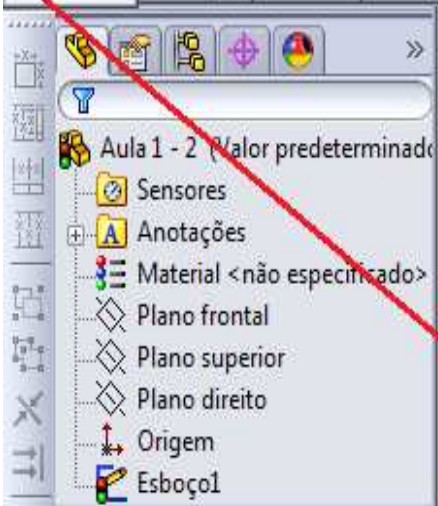 Aula 1 - 2 (Valor predeterminado
Sensores
Anotações
Material <não especificado>
Plano frontal
Plano superior
Plano direito
Origem
Esboço1